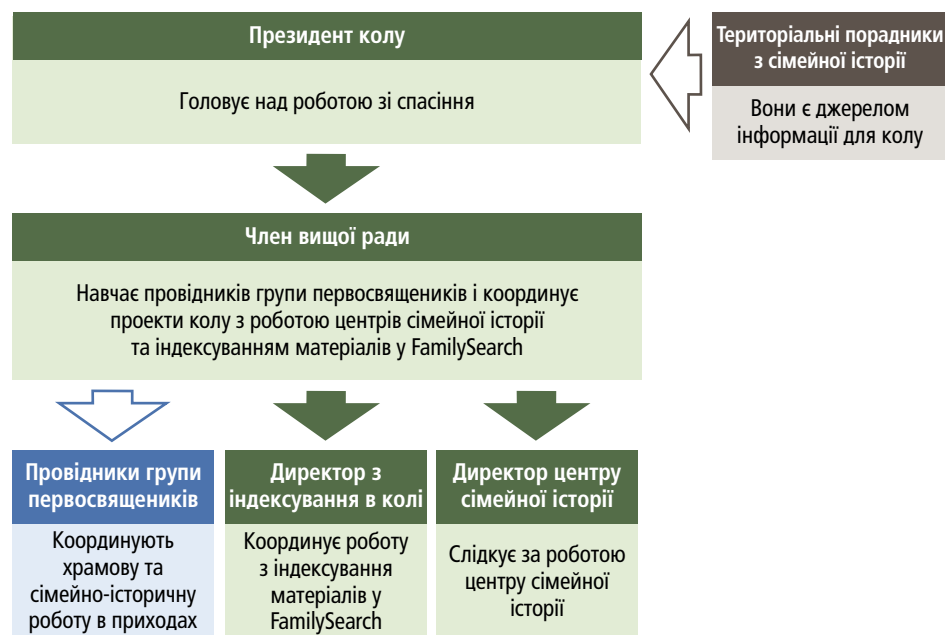 Президент колу
Головує над роботою зі спасіння
Територіальні порадники
з сімейної історії
Вони є джерелом
інформації для колу
Член вищої ради
Навчає провідників групи первосвящеників і координує
проекти колу з роботою центрів сімейної історії
та індексуванням матеріалів у FamilySearch
Провідники групи
первосвящеників
Координують
храмову та
сімейно-історичну
роботу в приходах
Директор з
індексування в колі
Координує роботу
з індексування
матеріалів у
FamilySearch
Директор центру
сімейної історії
Слідкує за роботою
центру сімейної
історії